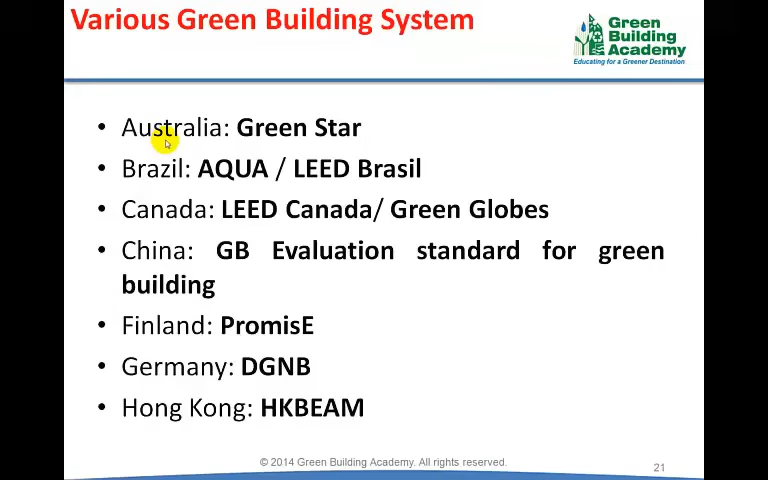 Various Green Building System
Green
Building
Academy
Educating for a Greener Destination
• Australia: Green Star
• Brazil: AQUA / LEED Brasil
• Canada: LEED Canada/ Green Globes
• China: GB Evaluation standard for green
building
• Finland: PromisE
• Germany: DGNB
• Hong Kong: HKBEAM
© 2014 Green Building Academy. All rights reserved.
21